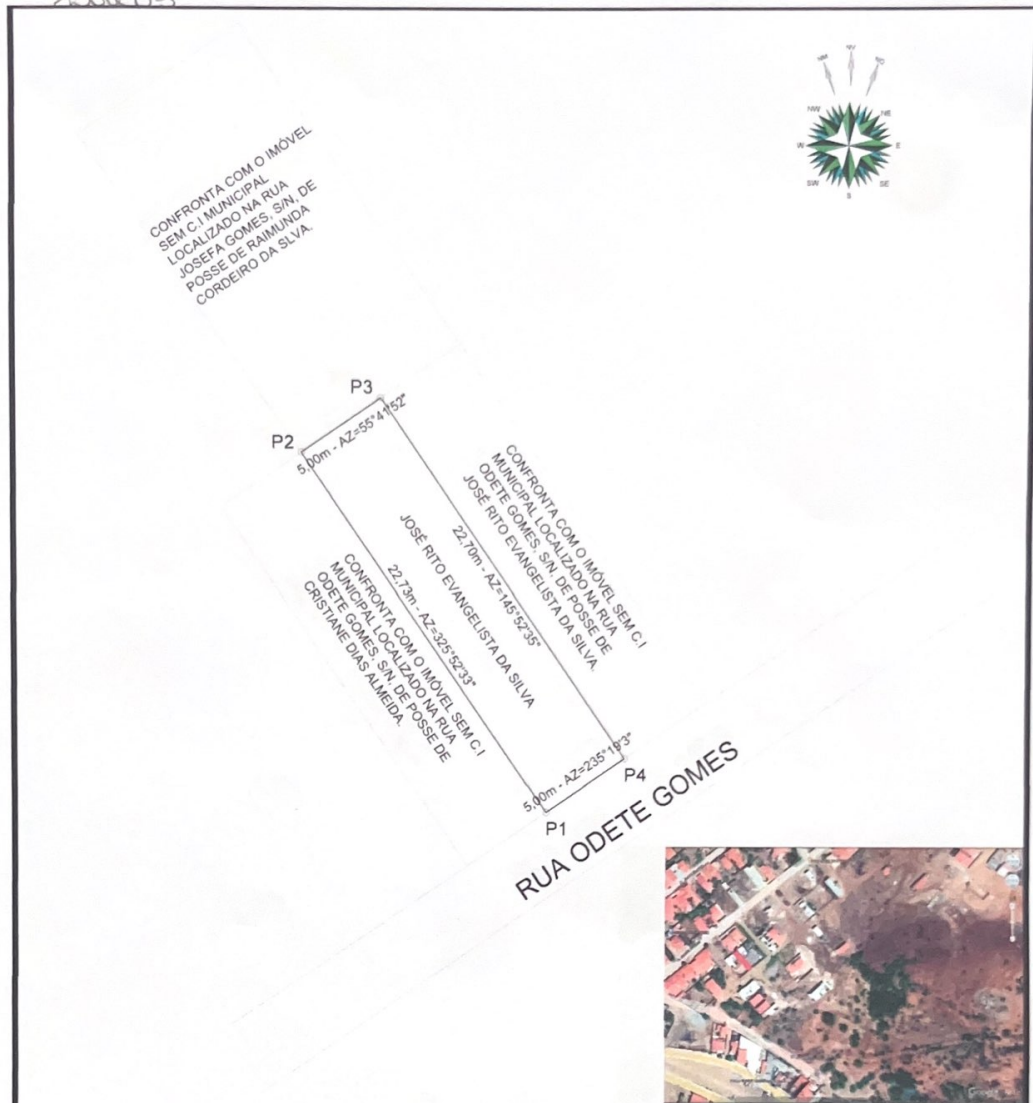 NM
NV
NQ
NW
NE
W
E
SW
SE
S
CONFRONTA COM O IMÓVEL
SEM C.I MUNICIPAL
LOCALIZADO NA RUA
JOSEFA GOMES, S/N, DE
POSSE DE RAIMUNDA
CORDEIRO DA SLVA.
P3
P2
5,00m - AZ=55°41'52"
CONFRONTA COM O IMÓVEL SEM C.I
MUNICIPAL LOCALIZADO NA RUA
ODETE GOMES, S/N, DE POSSE DE
JOSÉ RITO EVANGELISTA DA SILVA.
22,70m - AZ=145°52'35"
JOSÉ RITO EVANGELISTA DA SILVA
22,73m - AZ=325°52'33"
CONFRONTA COM O IMÓVEL SEM C.I
MUNICIPAL LOCALIZADO NA RUA
ODETE GOMES, S/N, DE POSSE DE
CRISTIANE DIAS ALMEIDA.
5,00m - AZ=235°19'3"
P4
P1
RUA ODETE GOMES
Google